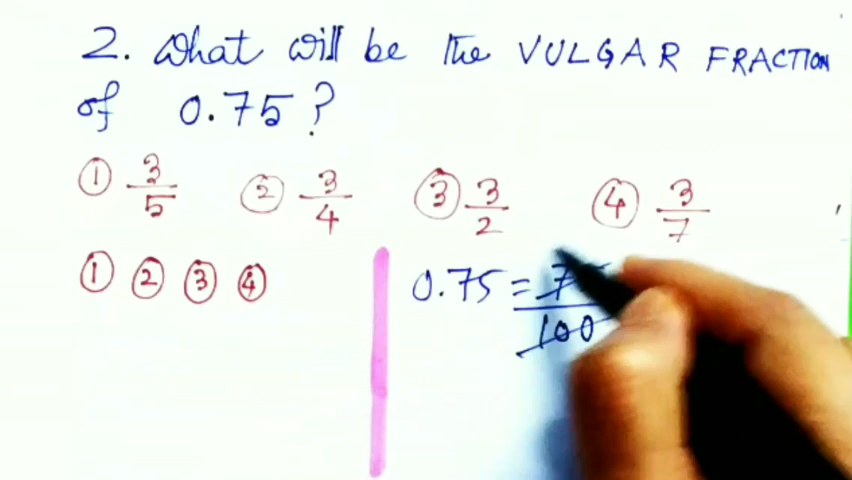 2. What will be the VULGAR FRACTION
of 0.75?
① 3/5 ② 3/4 ③ 3/2 ④ 3/7
① ② ③ ④
0.75 = 7 /100